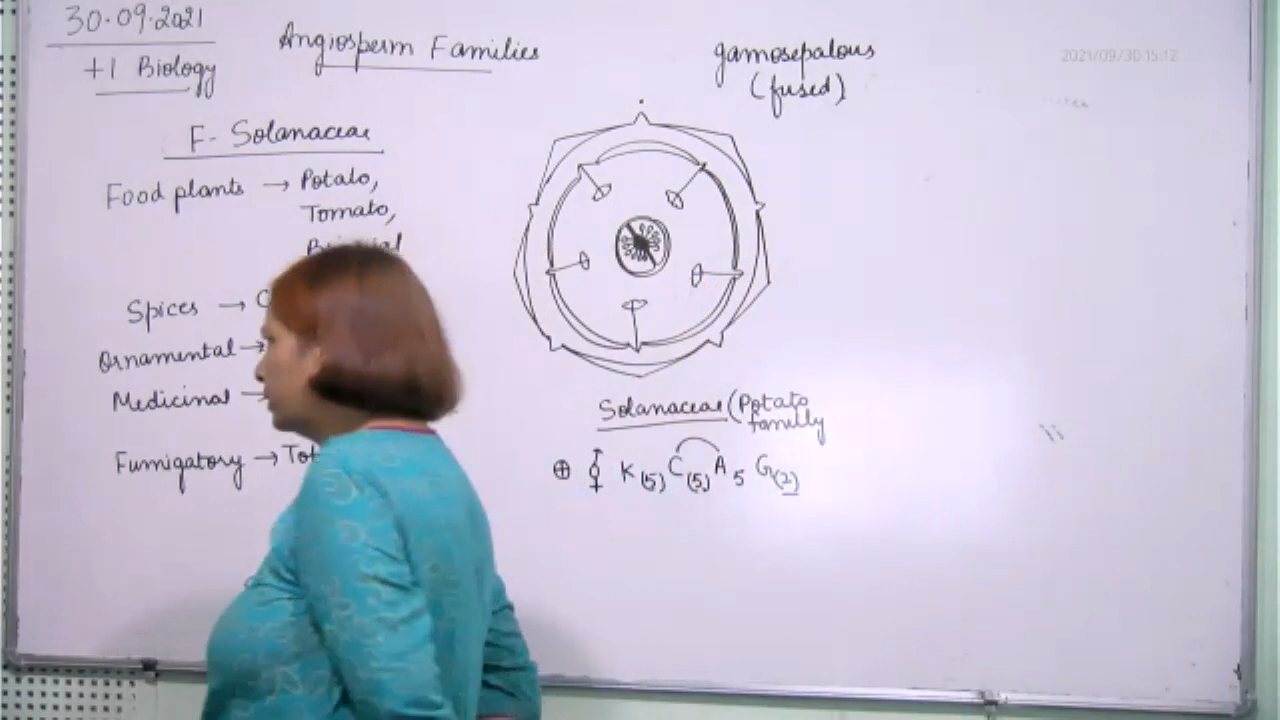 30.09.2021
+1 Biology
Angiosperm Families
gamosepalous
(fused)
2021/09/30 15:12
F- Solanaceae
Food plants → Potato,
Tomato,
Spices →
Ornamental →
Medicinal →
Fumigatory →
Solanaceae (Potato
family
⊕ ⚥ K(5) C(5) A5 G(2)